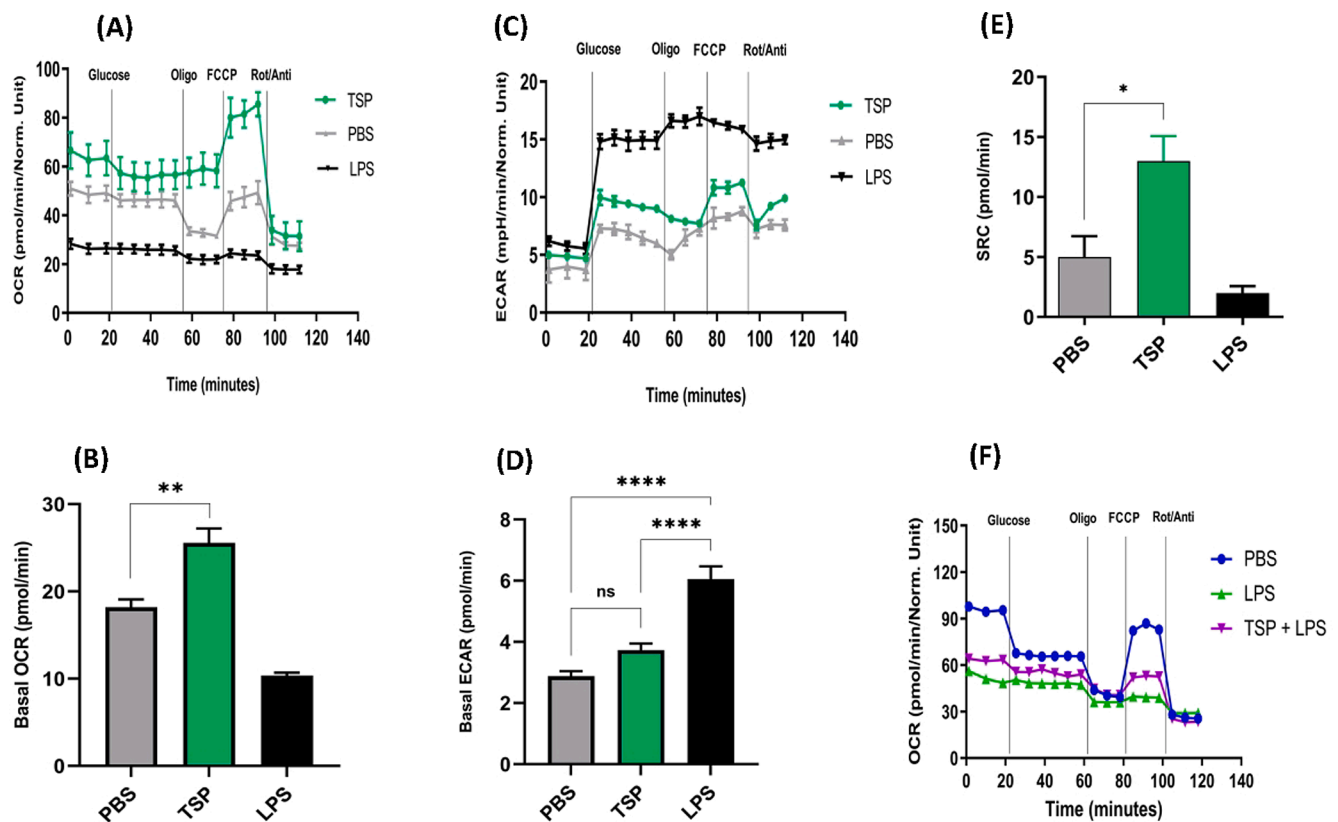 (A)
Glucose Oligo FCCP Rot/Anti
OCR (pmol/min/Norm. Unit)
100
80
60
40
20
0
0 20 40 60 80 100 120 140
Time (minutes)
TSP
PBS
LPS
(C)
Glucose Oligo FCCP Rot/Anti
ECAR (mpH/min/Norm. Unit)
20
15
10
5
0
0 20 40 60 80 100 120 140
Time (minutes)
TSP
PBS
LPS
(E)
SRC (pmol/min)
20
15
10
5
0
*
PBS TSP LPS
(B)
Basal OCR (pmol/min)
30
20
10
0
**
PBS TSP LPS
(D)
Basal ECAR (pmol/min)
8
6
4
2
0
****
****
ns
PBS TSP LPS
(F)
Glucose Oligo FCCP Rot/Anti
OCR (pmol/min/Norm. Unit)
150
120
90
60
30
0
0 20 40 60 80 100 120 140
Time (minutes)
PBS
LPS
TSP + LPS